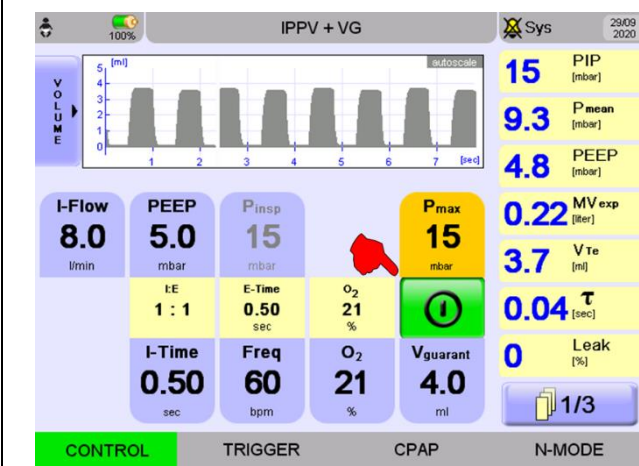 100%
IPPV + VG
Sys
29/09
2020
VOLUME
[ml]
autoscale
5
4
3
2
1
0
1 2 3 4 5 6 7 [sec]
15 PIP [mbar]
9.3 Pmean [mbar]
4.8 PEEP [mbar]
0.22 MVexp [liter]
3.7 VTe [ml]
0.04 τ [sec]
0 Leak [%]
1/3
I-Flow PEEP Pinsp Pmax
8.0 5.0 15 15
l/min mbar mbar mbar
I:E E-Time O2
1 : 1 0.50 21
sec %
I-Time Freq O2 Vguarant
0.50 60 21 4.0
sec bpm % ml
CONTROL TRIGGER CPAP N-MODE